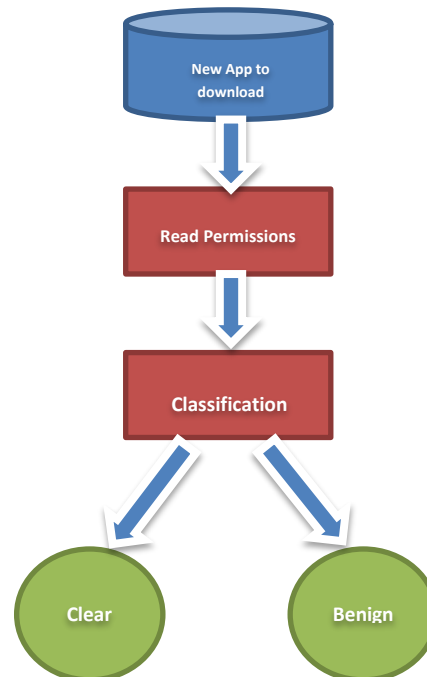 New App to
download
Read Permissions
Classification
Clear
Benign